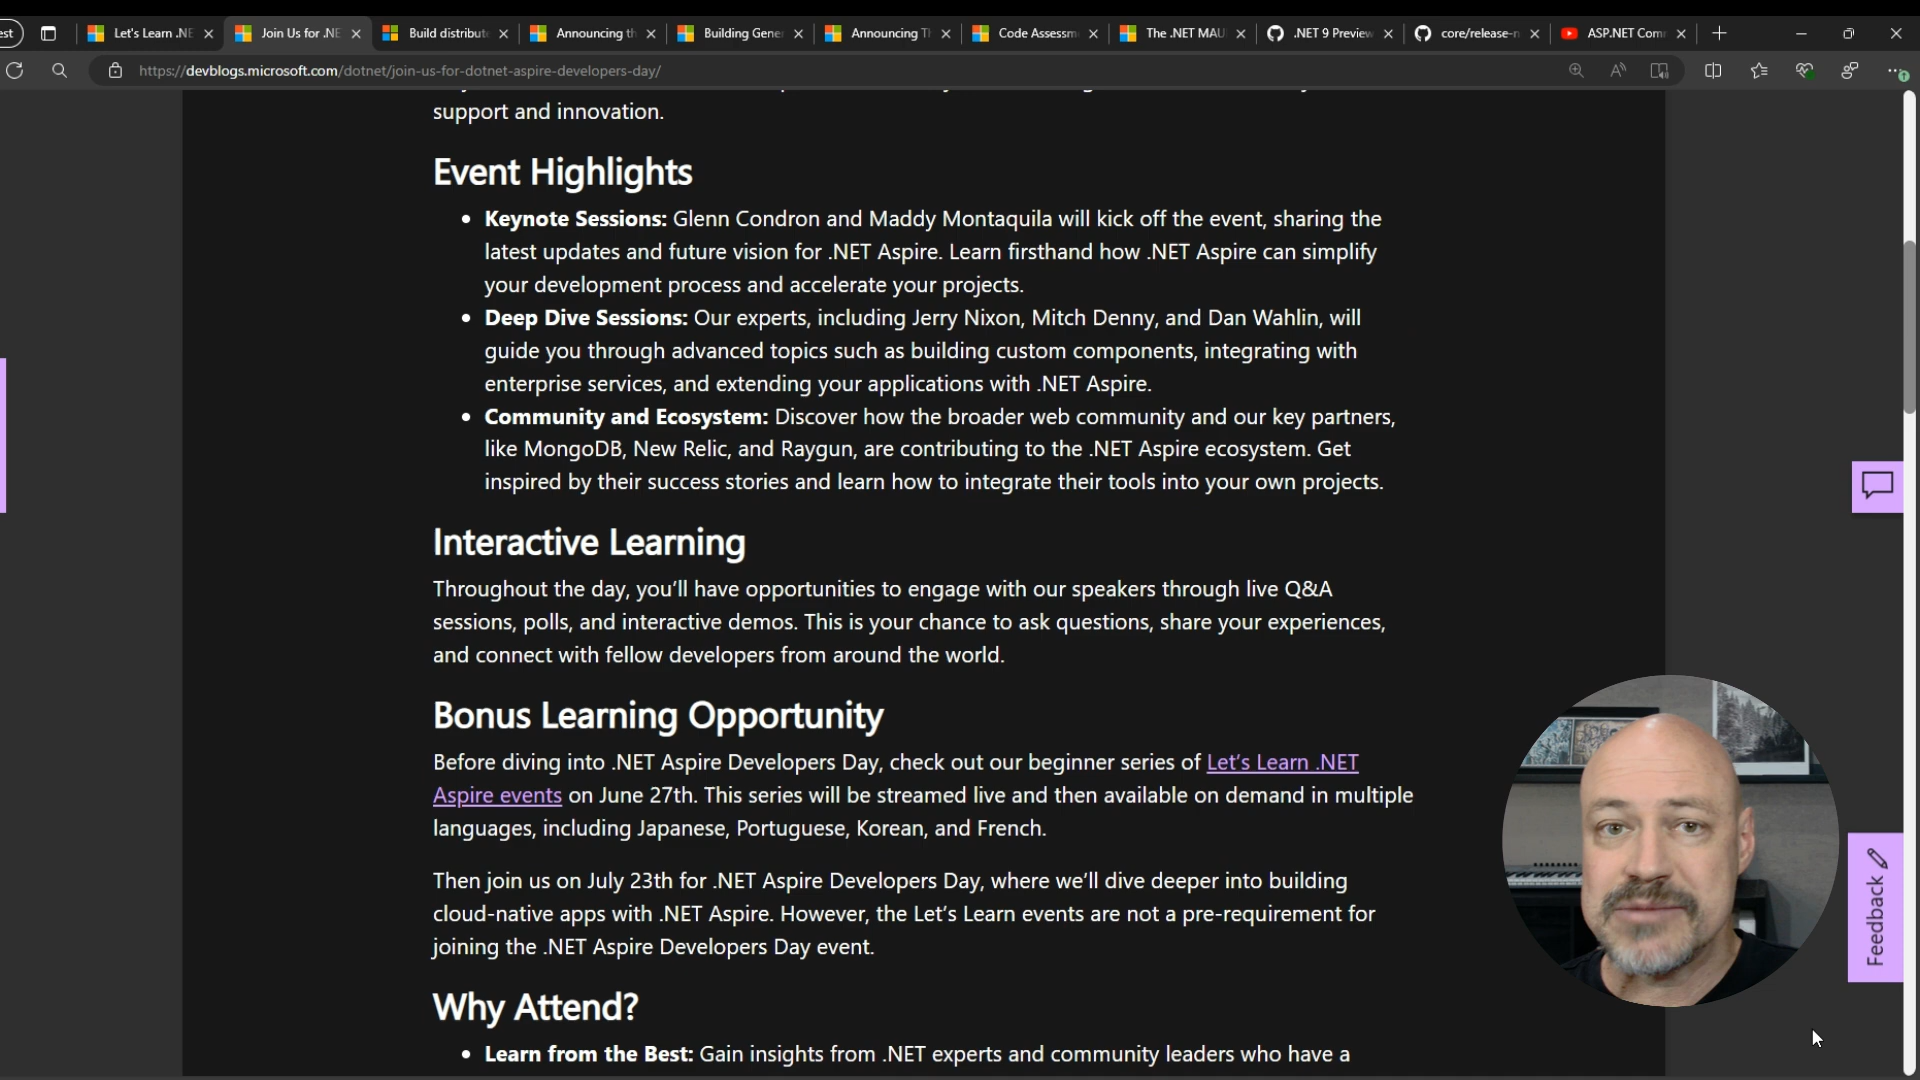 est
Let's Learn .NE
Join Us for .NE
Build distribut
Announcing th
Building Gene
Announcing T
Code Assessm
The .NET MAU
.NET 9 Preview
core/release-n
ASP.NET Com
https://devblogs.microsoft.com/dotnet/join-us-for-dotnet-aspire-developers-day/
support and innovation.
Event Highlights
Keynote Sessions: Glenn Condron and Maddy Montaquila will kick off the event, sharing the
latest updates and future vision for .NET Aspire. Learn firsthand how .NET Aspire can simplify
your development process and accelerate your projects.
Deep Dive Sessions: Our experts, including Jerry Nixon, Mitch Denny, and Dan Wahlin, will
guide you through advanced topics such as building custom components, integrating with
enterprise services, and extending your applications with .NET Aspire.
Community and Ecosystem: Discover how the broader web community and our key partners,
like MongoDB, New Relic, and Raygun, are contributing to the .NET Aspire ecosystem. Get
inspired by their success stories and learn how to integrate their tools into your own projects.
Interactive Learning
Throughout the day, you’ll have opportunities to engage with our speakers through live Q&A
sessions, polls, and interactive demos. This is your chance to ask questions, share your experiences,
and connect with fellow developers from around the world.
Bonus Learning Opportunity
Before diving into .NET Aspire Developers Day, check out our beginner series of Let’s Learn .NET
Aspire events on June 27th. This series will be streamed live and then available on demand in multiple
languages, including Japanese, Portuguese, Korean, and French.
Then join us on July 23th for .NET Aspire Developers Day, where we’ll dive deeper into building
cloud-native apps with .NET Aspire. However, the Let’s Learn events are not a pre-requirement for
joining the .NET Aspire Developers Day event.
Feedback
Why Attend?
Learn from the Best: Gain insights from .NET experts and community leaders who have a